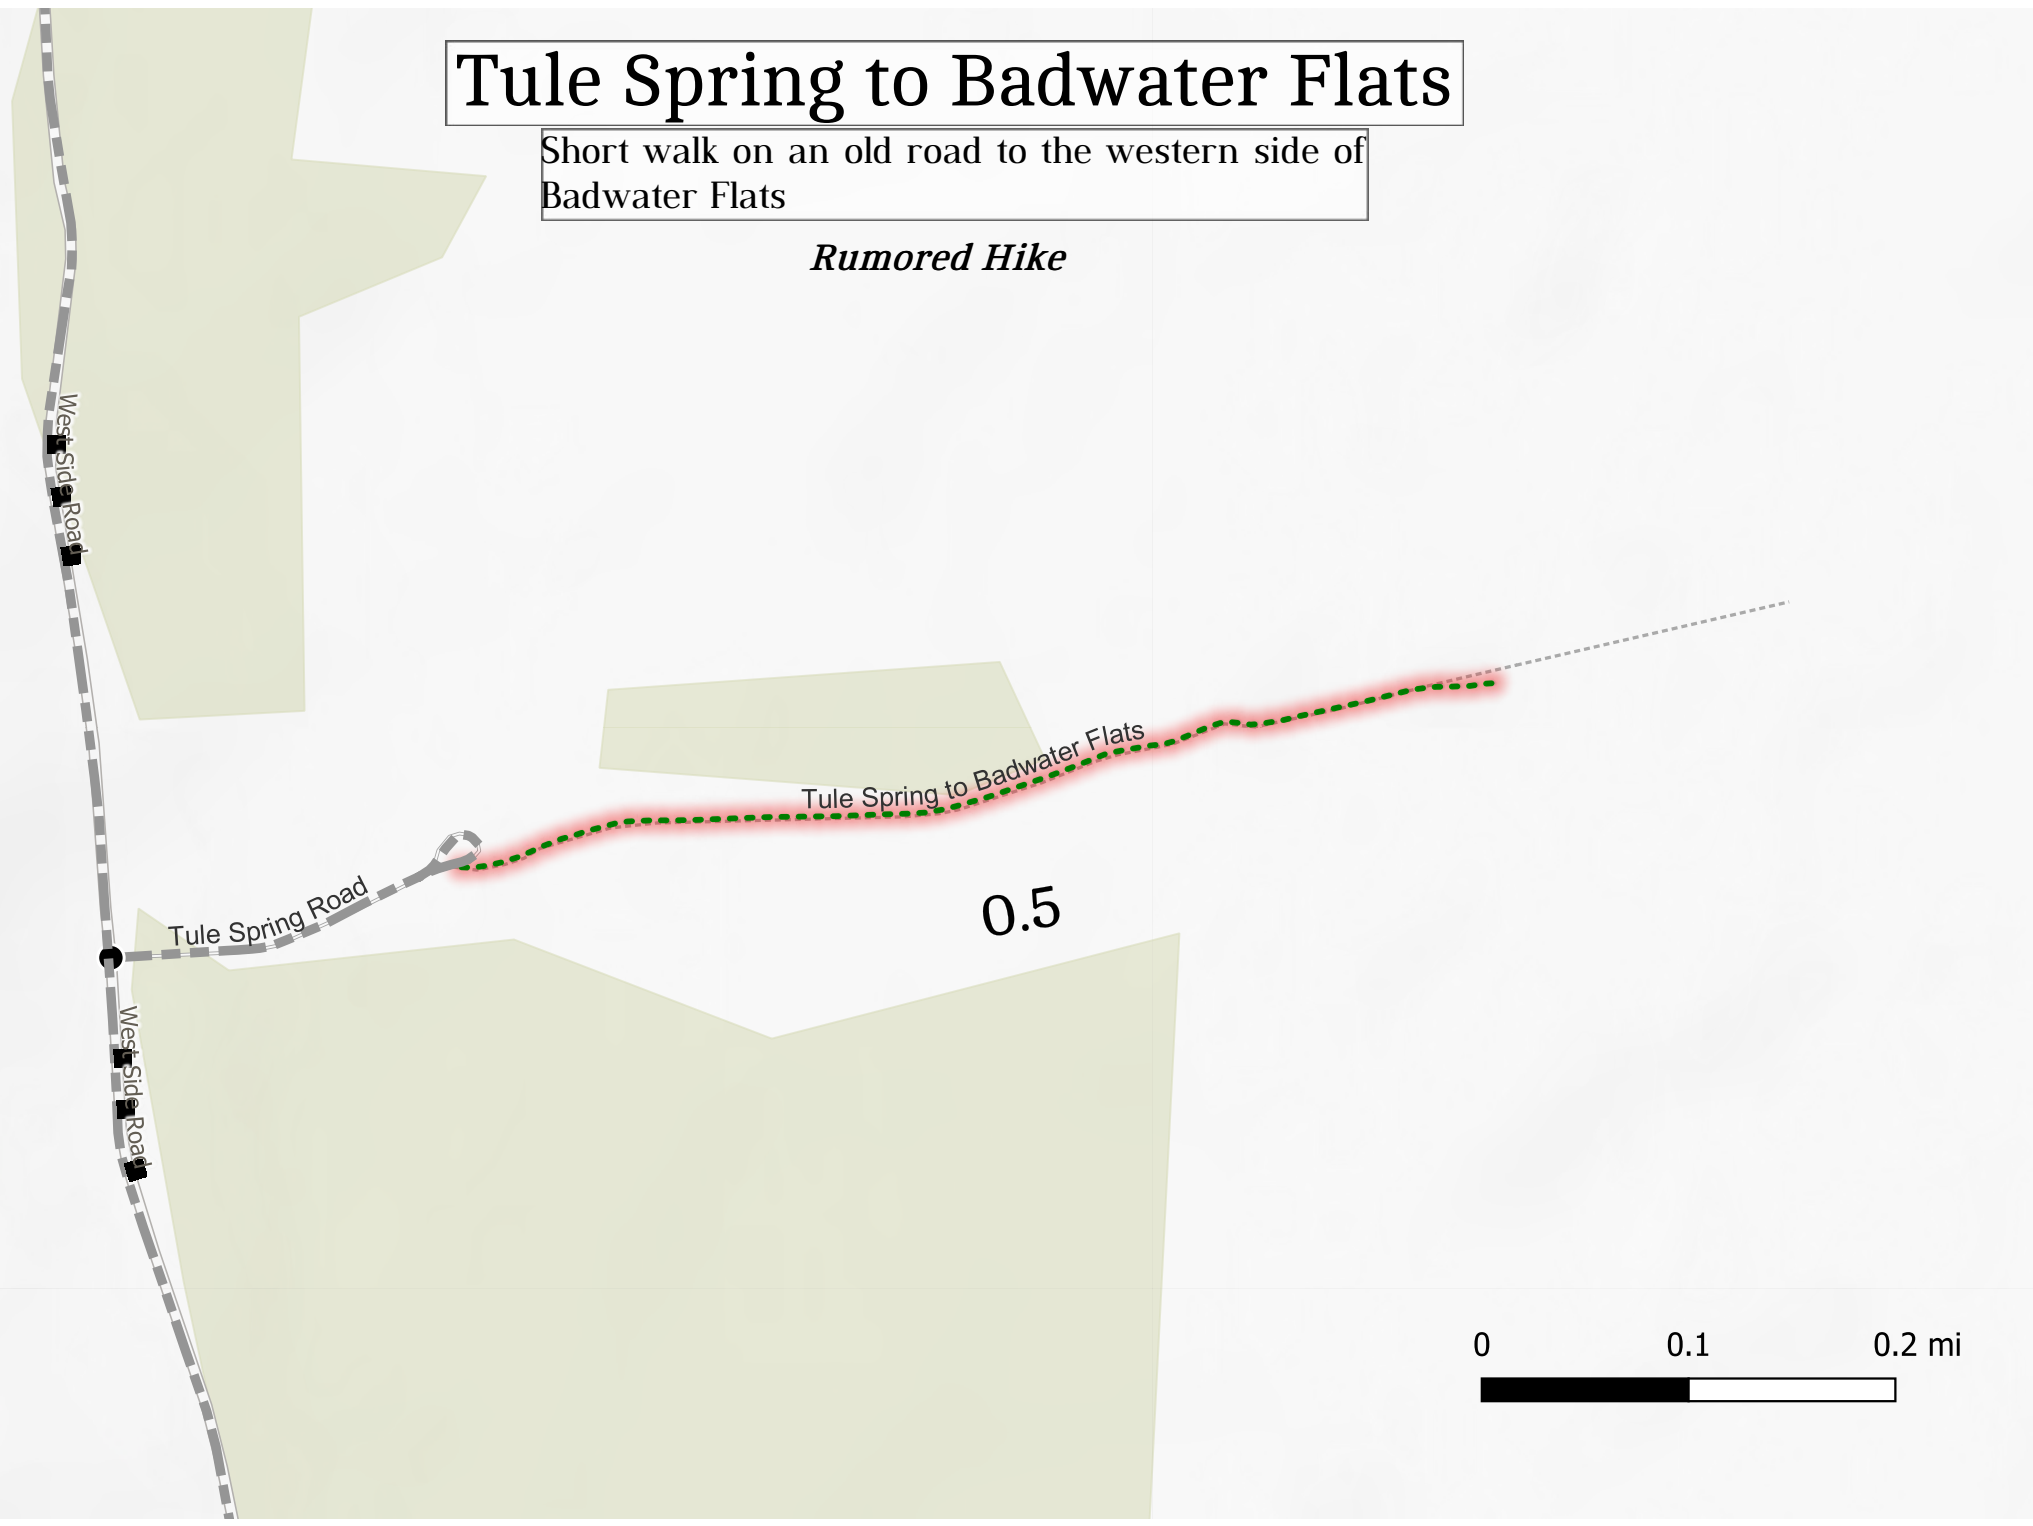 Tule Spring to Badwater Flats
Short walk on an old road to the western side of
Badwater Flats
Rumored Hike
West Side Road
Tule Spring to Badwater Flats
Tule Spring Road
0.5
West Side Road
0 0.1 0.2 mi